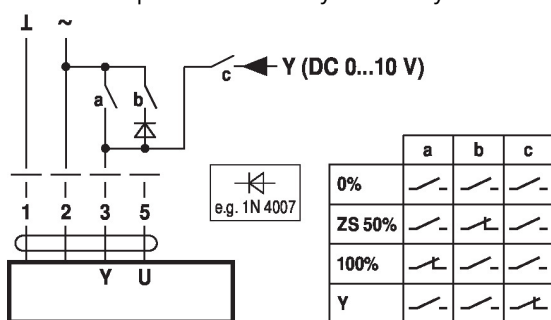 ⊥ ~
a b c Y (DC 0...10 V)
1 2 3 5
Y U
e.g. 1N 4007
a b c
0%
ZS 50%
100%
Y